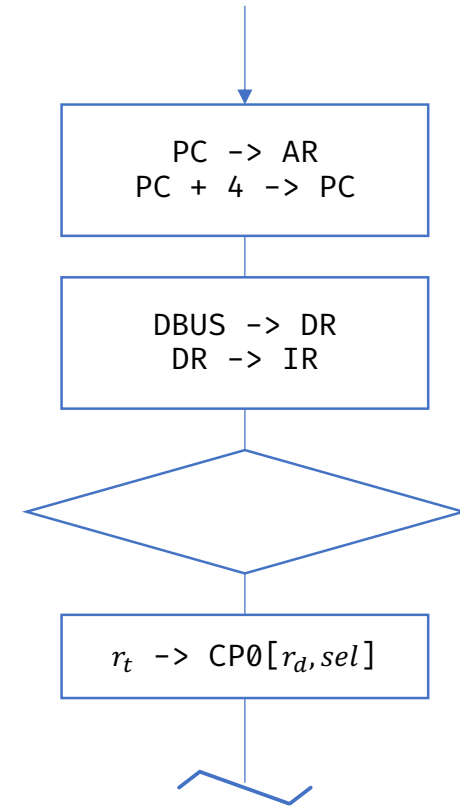 PC -> AR
PC + 4 -> PC
DBUS -> DR
DR -> IR
r_t -> CP0[r_d, sel]